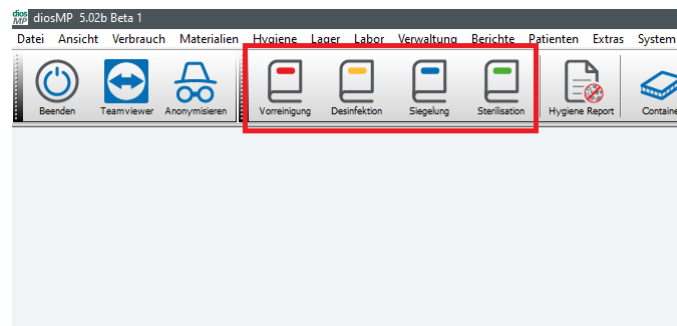 dios MP diosMP 5.02b Beta 1
Datei Ansicht Verbrauch Materialien Hygiene Lager Labor Verwaltung Berichte Patienten Extras System
Beenden Teamviewer Anonymisieren Vorreinigung Desinfektion Siegelung Sterilisation Hygiene Report